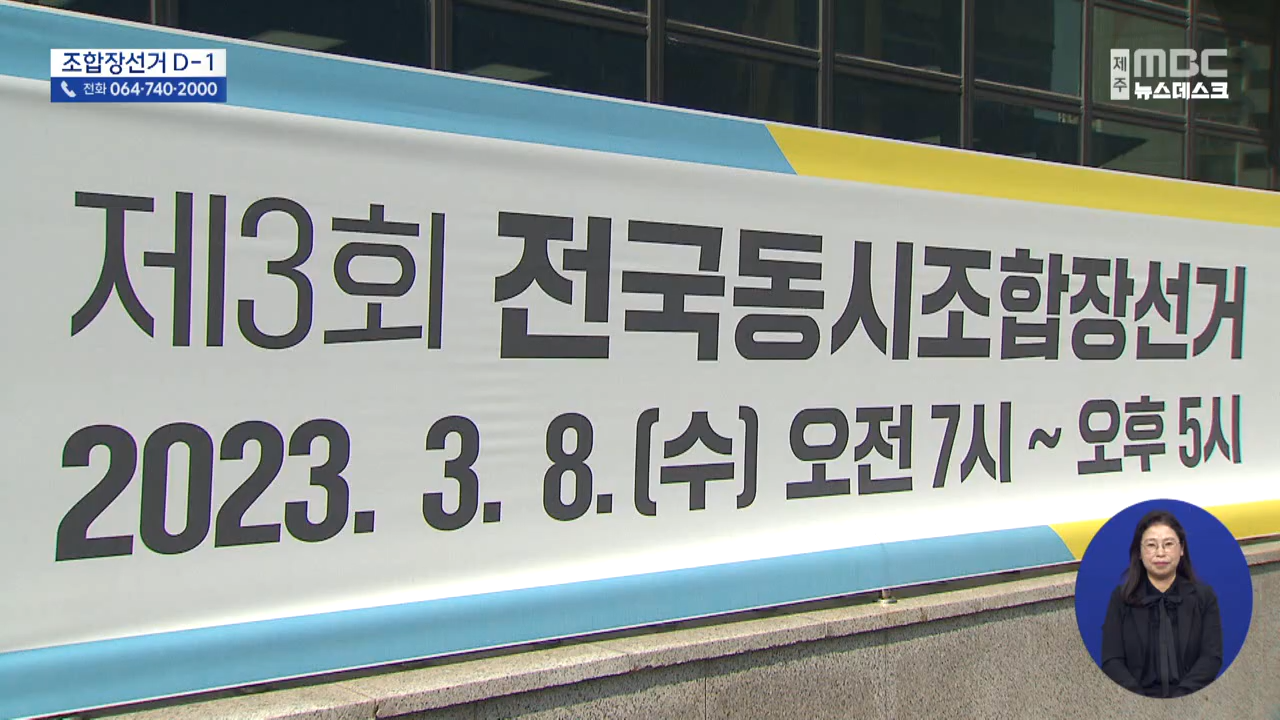 조합장선거 D-1
전화 064·740·2000
제주 MBC
뉴스데스크
제3회 전국동시조합장선거
2023. 3. 8. (수) 오전 7시 ~ 오후 5시